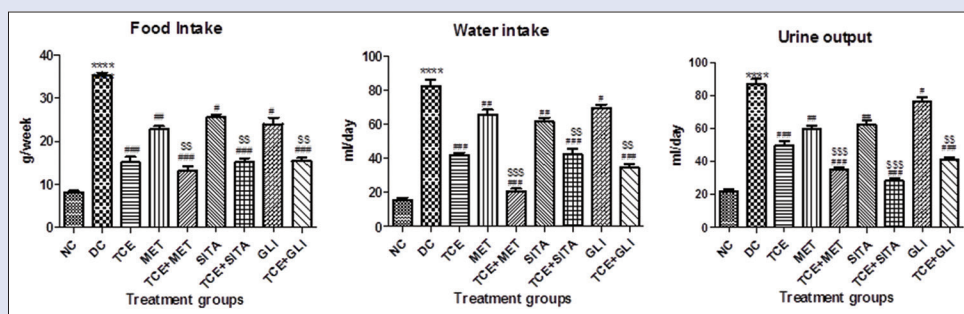 Food Intake
g/week
40
30
20
10
0
****
###
##
$$
###
#
$$
###
#
$$
###
NC
DC
TCE
MET
TCE+MET
SITA
TCE+SITA
GLI
TCE+GLI
Treatment groups
Water intake
ml/day
100
80
60
40
20
0
****
###
##
$$$
###
##
$$
###
#
$$
###
NC
DC
TCE
MET
TCE+MET
SITA
TCE+SITA
GLI
TCE+GLI
Treatment groups
Urine output
ml/day
100
80
60
40
20
0
****
###
##
$$$
###
##
$$$
###
#
$$
###
NC
DC
TCE
MET
TCE+MET
SITA
TCE+SITA
GLI
TCE+GLI
Treatment groups